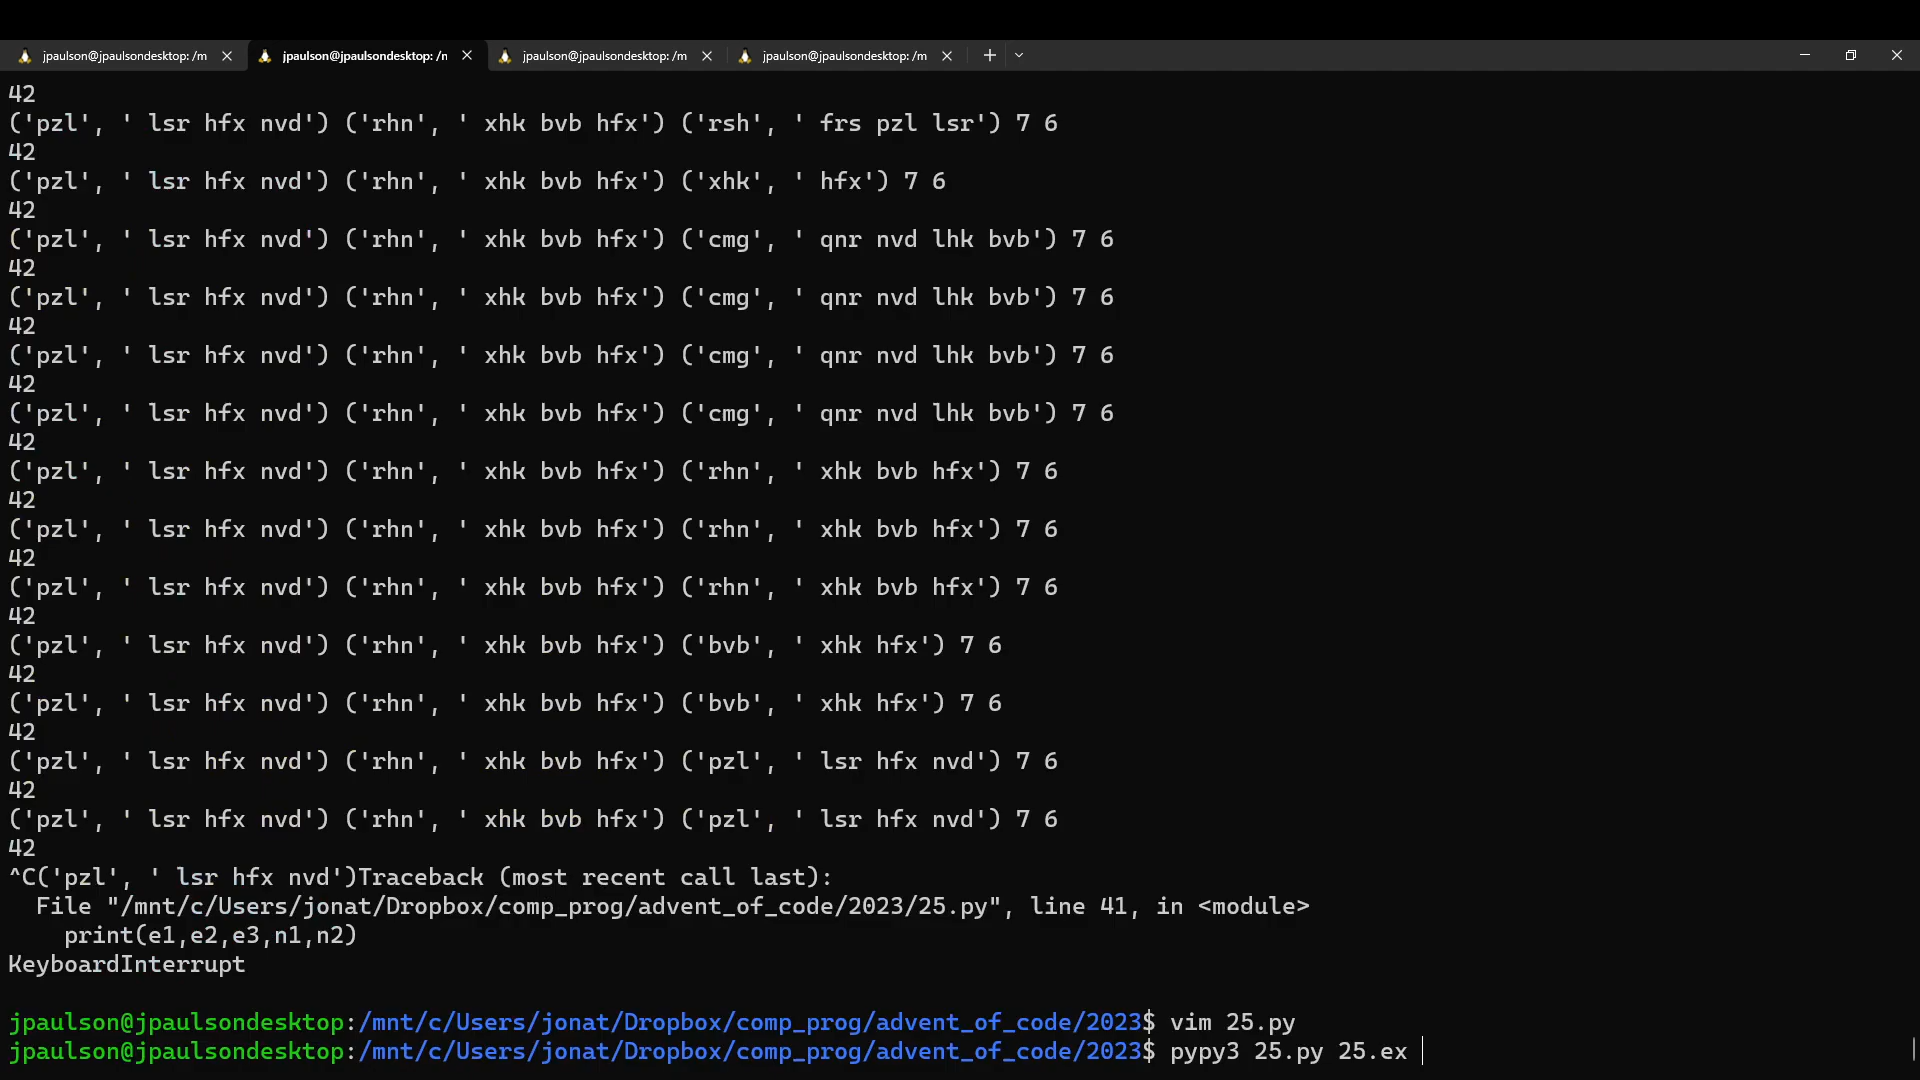 jpaulson@jpaulsondesktop: /m jpaulson@jpaulsondesktop: /n jpaulson@jpaulsondesktop: /m jpaulson@jpaulsondesktop: /m
42
('pzl', ' lsr hfx nvd') ('rhn', ' xhk bvb hfx') ('rsh', ' frs pzl lsr') 7 6
42
('pzl', ' lsr hfx nvd') ('rhn', ' xhk bvb hfx') ('xhk', ' hfx') 7 6
42
('pzl', ' lsr hfx nvd') ('rhn', ' xhk bvb hfx') ('cmg', ' qnr nvd lhk bvb') 7 6
42
('pzl', ' lsr hfx nvd') ('rhn', ' xhk bvb hfx') ('cmg', ' qnr nvd lhk bvb') 7 6
42
('pzl', ' lsr hfx nvd') ('rhn', ' xhk bvb hfx') ('cmg', ' qnr nvd lhk bvb') 7 6
42
('pzl', ' lsr hfx nvd') ('rhn', ' xhk bvb hfx') ('cmg', ' qnr nvd lhk bvb') 7 6
42
('pzl', ' lsr hfx nvd') ('rhn', ' xhk bvb hfx') ('rhn', ' xhk bvb hfx') 7 6
42
('pzl', ' lsr hfx nvd') ('rhn', ' xhk bvb hfx') ('rhn', ' xhk bvb hfx') 7 6
42
('pzl', ' lsr hfx nvd') ('rhn', ' xhk bvb hfx') ('rhn', ' xhk bvb hfx') 7 6
42
('pzl', ' lsr hfx nvd') ('rhn', ' xhk bvb hfx') ('bvb', ' xhk hfx') 7 6
42
('pzl', ' lsr hfx nvd') ('rhn', ' xhk bvb hfx') ('bvb', ' xhk hfx') 7 6
42
('pzl', ' lsr hfx nvd') ('rhn', ' xhk bvb hfx') ('pzl', ' lsr hfx nvd') 7 6
42
('pzl', ' lsr hfx nvd') ('rhn', ' xhk bvb hfx') ('pzl', ' lsr hfx nvd') 7 6
42
^C('pzl', ' lsr hfx nvd')Traceback (most recent call last):
  File "/mnt/c/Users/jonat/Dropbox/comp_prog/advent_of_code/2023/25.py", line 41, in <module>
    print(e1,e2,e3,n1,n2)
KeyboardInterrupt
jpaulson@jpaulsondesktop:/mnt/c/Users/jonat/Dropbox/comp_prog/advent_of_code/2023$ vim 25.py
jpaulson@jpaulsondesktop:/mnt/c/Users/jonat/Dropbox/comp_prog/advent_of_code/2023$ pypy3 25.py 25.ex